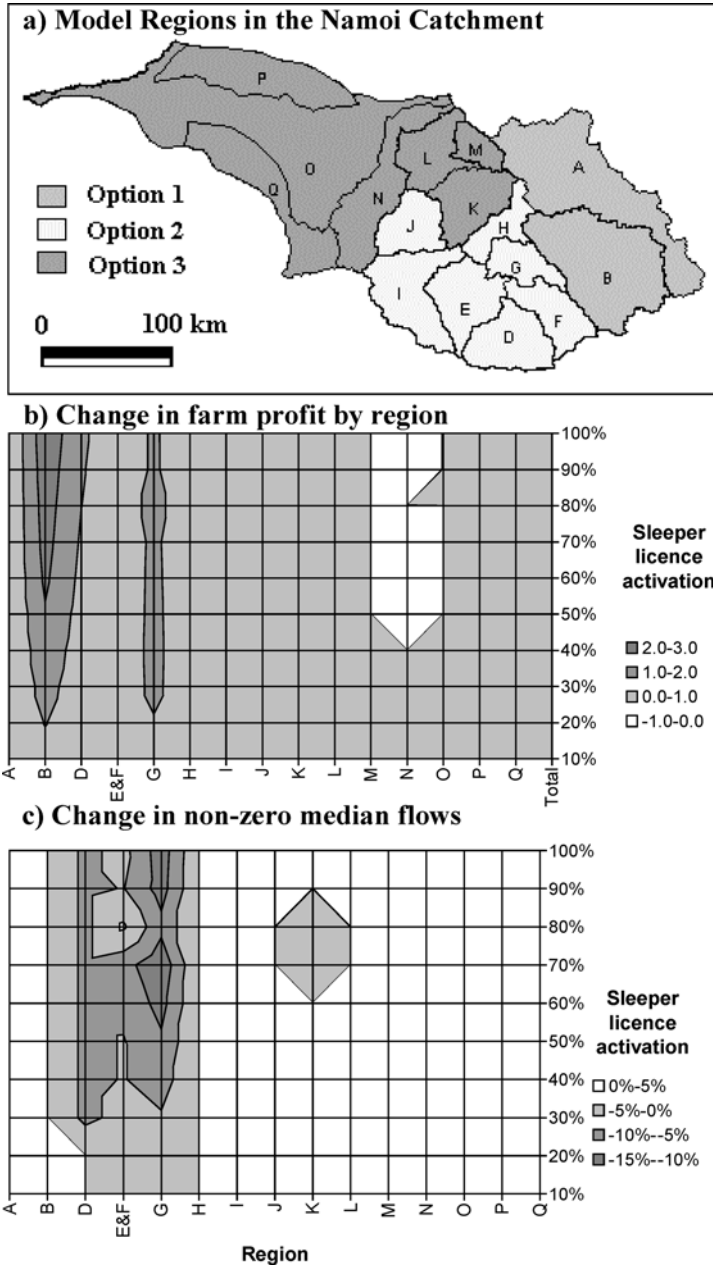 a) Model Regions in the Namoi Catchment
P
M
L
A
O
Q
N
K
Option 1
Option 2
Option 3
J
H
G
B
I
E
F
D
0 100 km
b) Change in farm profit by region
100%
90%
80%
70%
60%
50%
40%
30%
20%
10%
Sleeper
licence
activation
2.0-3.0
1.0-2.0
0.0-1.0
-1.0-0.0
A B D E&F G H I J K L M N O P Q Total
c) Change in non-zero median flows
100%
90%
80%
70%
60%
50%
40%
30%
20%
10%
D
Sleeper
licence
activation
0%-5%
-5%-0%
-10%--5%
-15%--10%
A B D E&F G H I J K L M N O P Q
Region